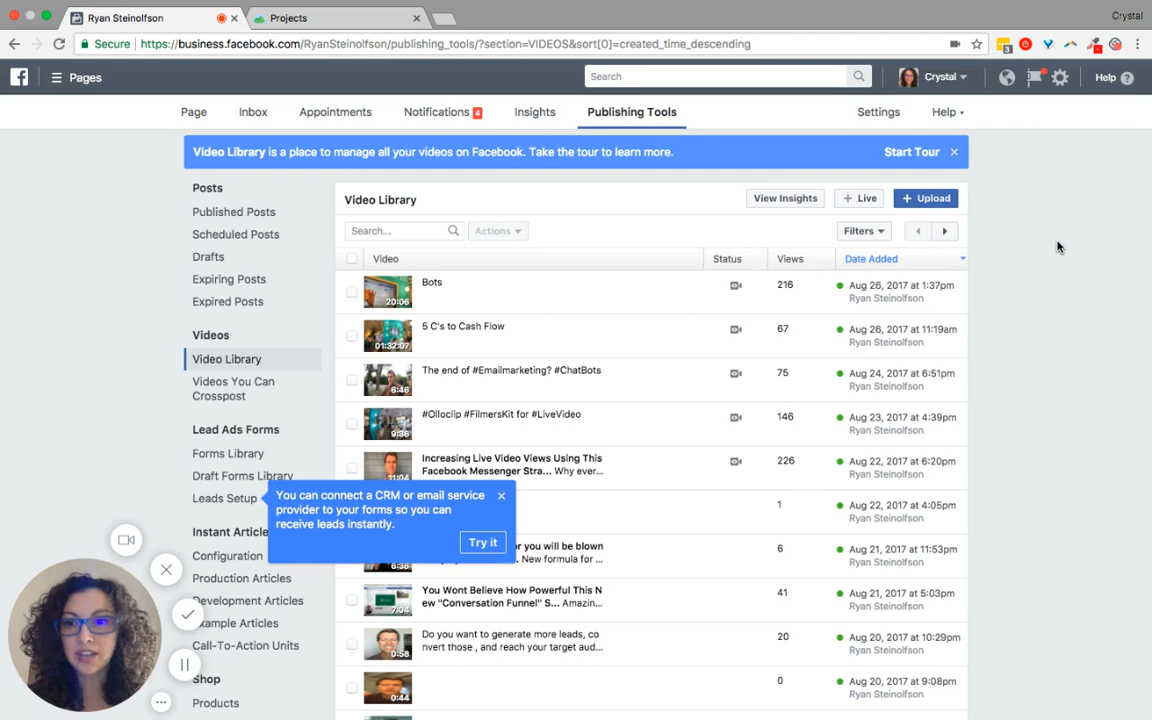 Ryan Steinolfson
Projects
Crystal
Secure
https://business.facebook.com/RyanSteinolfson/publishing_tools/?section=VIDEOS&sort[0]=created_time_descending
Pages
Search
Crystal
Help
Page
Inbox
Appointments
Notifications 4
Insights
Publishing Tools
Settings
Help
Video Library is a place to manage all your videos on Facebook. Take the tour to learn more.
Start Tour
Posts
Published Posts
Scheduled Posts
Drafts
Expiring Posts
Expired Posts
Videos
Video Library
Videos You Can
Crosspost
Lead Ads Forms
Forms Library
Draft Forms Library
Leads Setup
Instant Article
Configuration
Production Articles
Development Articles
xample Articles
Call-To-Action Units
Shop
Products
You can connect a CRM or email service
provider to your forms so you can
receive leads instantly.
Try it
Video Library
View Insights
+ Live
+ Upload
Search...
Actions
Filters
Video
Status
Views
Date Added
20:06
Bots
216
Aug 26, 2017 at 1:37pm
Ryan Steinolfson
01:32:07
5 C's to Cash Flow
67
Aug 26, 2017 at 11:19am
Ryan Steinolfson
6:46
The end of #Emailmarketing? #ChatBots
75
Aug 24, 2017 at 6:51pm
Ryan Steinolfson
9:36
#Olloclip #FilmersKit for #LiveVideo
146
Aug 23, 2017 at 4:39pm
Ryan Steinolfson
11:04
Increasing Live Video Views Using This
Facebook Messenger Stra... Why ever...
226
Aug 22, 2017 at 6:20pm
Ryan Steinolfson
1
Aug 22, 2017 at 4:05pm
Ryan Steinolfson
or you will be blown
New formula for ...
6
Aug 21, 2017 at 11:53pm
Ryan Steinolfson
7:04
You Wont Believe How Powerful This N
ew "Conversation Funnel" S... Amazin...
41
Aug 21, 2017 at 5:03pm
Ryan Steinolfson
0:58
Do you want to generate more leads, co
nvert those , and reach your target aud...
20
Aug 20, 2017 at 10:29pm
Ryan Steinolfson
0:44
0
Aug 20, 2017 at 9:08pm
Ryan Steinolfson